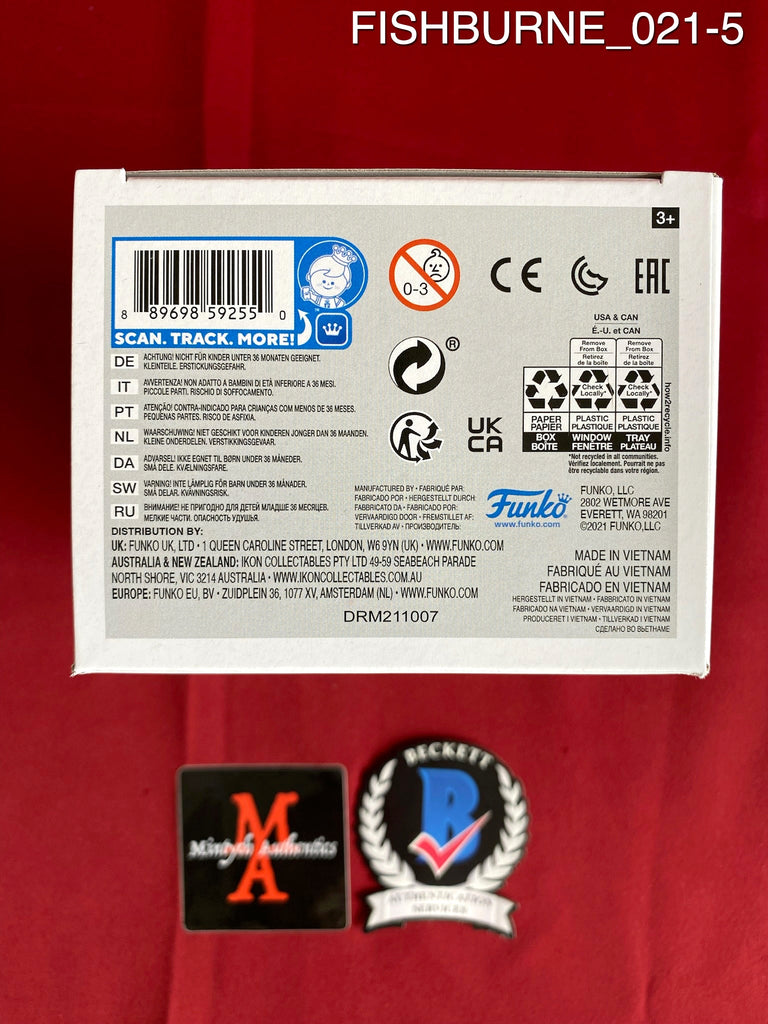 FISHBURNE_021-5
3+
8 89698 59255 0
SCAN. TRACK. MORE!
0-3
CE
EAC
USA & CAN
É.-U. et CAN
Remove From Box
Retirez de la boîte
Remove From Box
Retirez de la boîte
Check Locally*
Check Locally*
PAPER PAPIER
PLASTIC PLASTIQUE
PLASTIC PLASTIQUE
BOX BOÎTE
WINDOW FENÊTRE
TRAY PLATEAU
how2recycle.info
*Not recycled in all communities.
Vérifiez localement. Pourrait ne pas
être recyclable dans votre région.
®
UK
CA
DE ACHTUNG! NICHT FÜR KINDER UNTER 36 MONATEN GEEIGNET.
KLEINTEILE. ERSTICKUNGSGEFAHR.
IT AVVERTENZA! NON ADATTO A BAMBINI DI ETÀ INFERIORE A 36 MESI.
PICCOLE PARTI. RISCHIO DI SOFFOCAMENTO.
PT ATENÇÃO! CONTRA-INDICADO PARA CRIANÇAS COM MENOS DE 36 MESES.
PEQUENAS PARTES. RISCO DE ASFIXIA.
NL WAARSCHUWING! NIET GESCHIKT VOOR KINDEREN JONGER DAN 36 MAANDEN.
KLEINE ONDERDELEN. VERSTIKKINGSGEVAAR.
DA ADVARSEL! IKKE EGNET TIL BØRN UNDER 36 MÅNEDER.
SMÅ DELE. KVÆLNINGSFARE.
SW VARNING! INTE LÄMPLIG FÖR BARN UNDER 36 MÅNADER.
SMÅ DELAR. KVÄVNINGSRISK.
RU ВНИМАНИЕ! НЕ ПРИГОДНО ДЛЯ ДЕТЕЙ МЛАДШЕ 36 МЕСЯЦЕВ.
МЕЛКИЕ ЧАСТИ. ОПАСНОСТЬ УДУШЬЯ.
MANUFACTURED BY • FABRIQUÉ PAR:
FABRICADO POR • HERGESTELLT DURCH:
FABBRICATO DA • FABRICADO POR:
VERVAARDIGD DOOR • FREMSTILLET AF:
TILLVERKAD AV • ПРОИЗВОДИТЕЛЬ:
Funko
www.funko.com
FUNKO, LLC
2802 WETMORE AVE
EVERETT, WA 98201
©2021 FUNKO,LLC
DISTRIBUTION BY:
UK: FUNKO UK, LTD • 1 QUEEN CAROLINE STREET, LONDON, W6 9YN (UK) • WWW.FUNKO.COM
AUSTRALIA & NEW ZEALAND: IKON COLLECTABLES PTY LTD 49-59 SEABEACH PARADE
NORTH SHORE, VIC 3214 AUSTRALIA • WWW.IKONCOLLECTABLES.COM.AU
EUROPE: FUNKO EU, BV • ZUIDPLEIN 36, 1077 XV, AMSTERDAM (NL) • WWW.FUNKO.COM
DRM211007
MADE IN VIETNAM
FABRIQUÉ AU VIETNAM
FABRICADO EN VIETNAM
HERGESTELLT IN VIETNAM • FABBRICATO IN VIETNAM
FABRICADO NA VIETNAM • VERVAARDIGD IN VIETNAM
PRODUCERET I VIETNAM • TILLVERKAD I VIETNAM
СДЕЛАНО ВО ВЬЕТНАМЕ
MA
Mintych Authentics
BECKETT
B
AUTHENTICATION
SERVICES